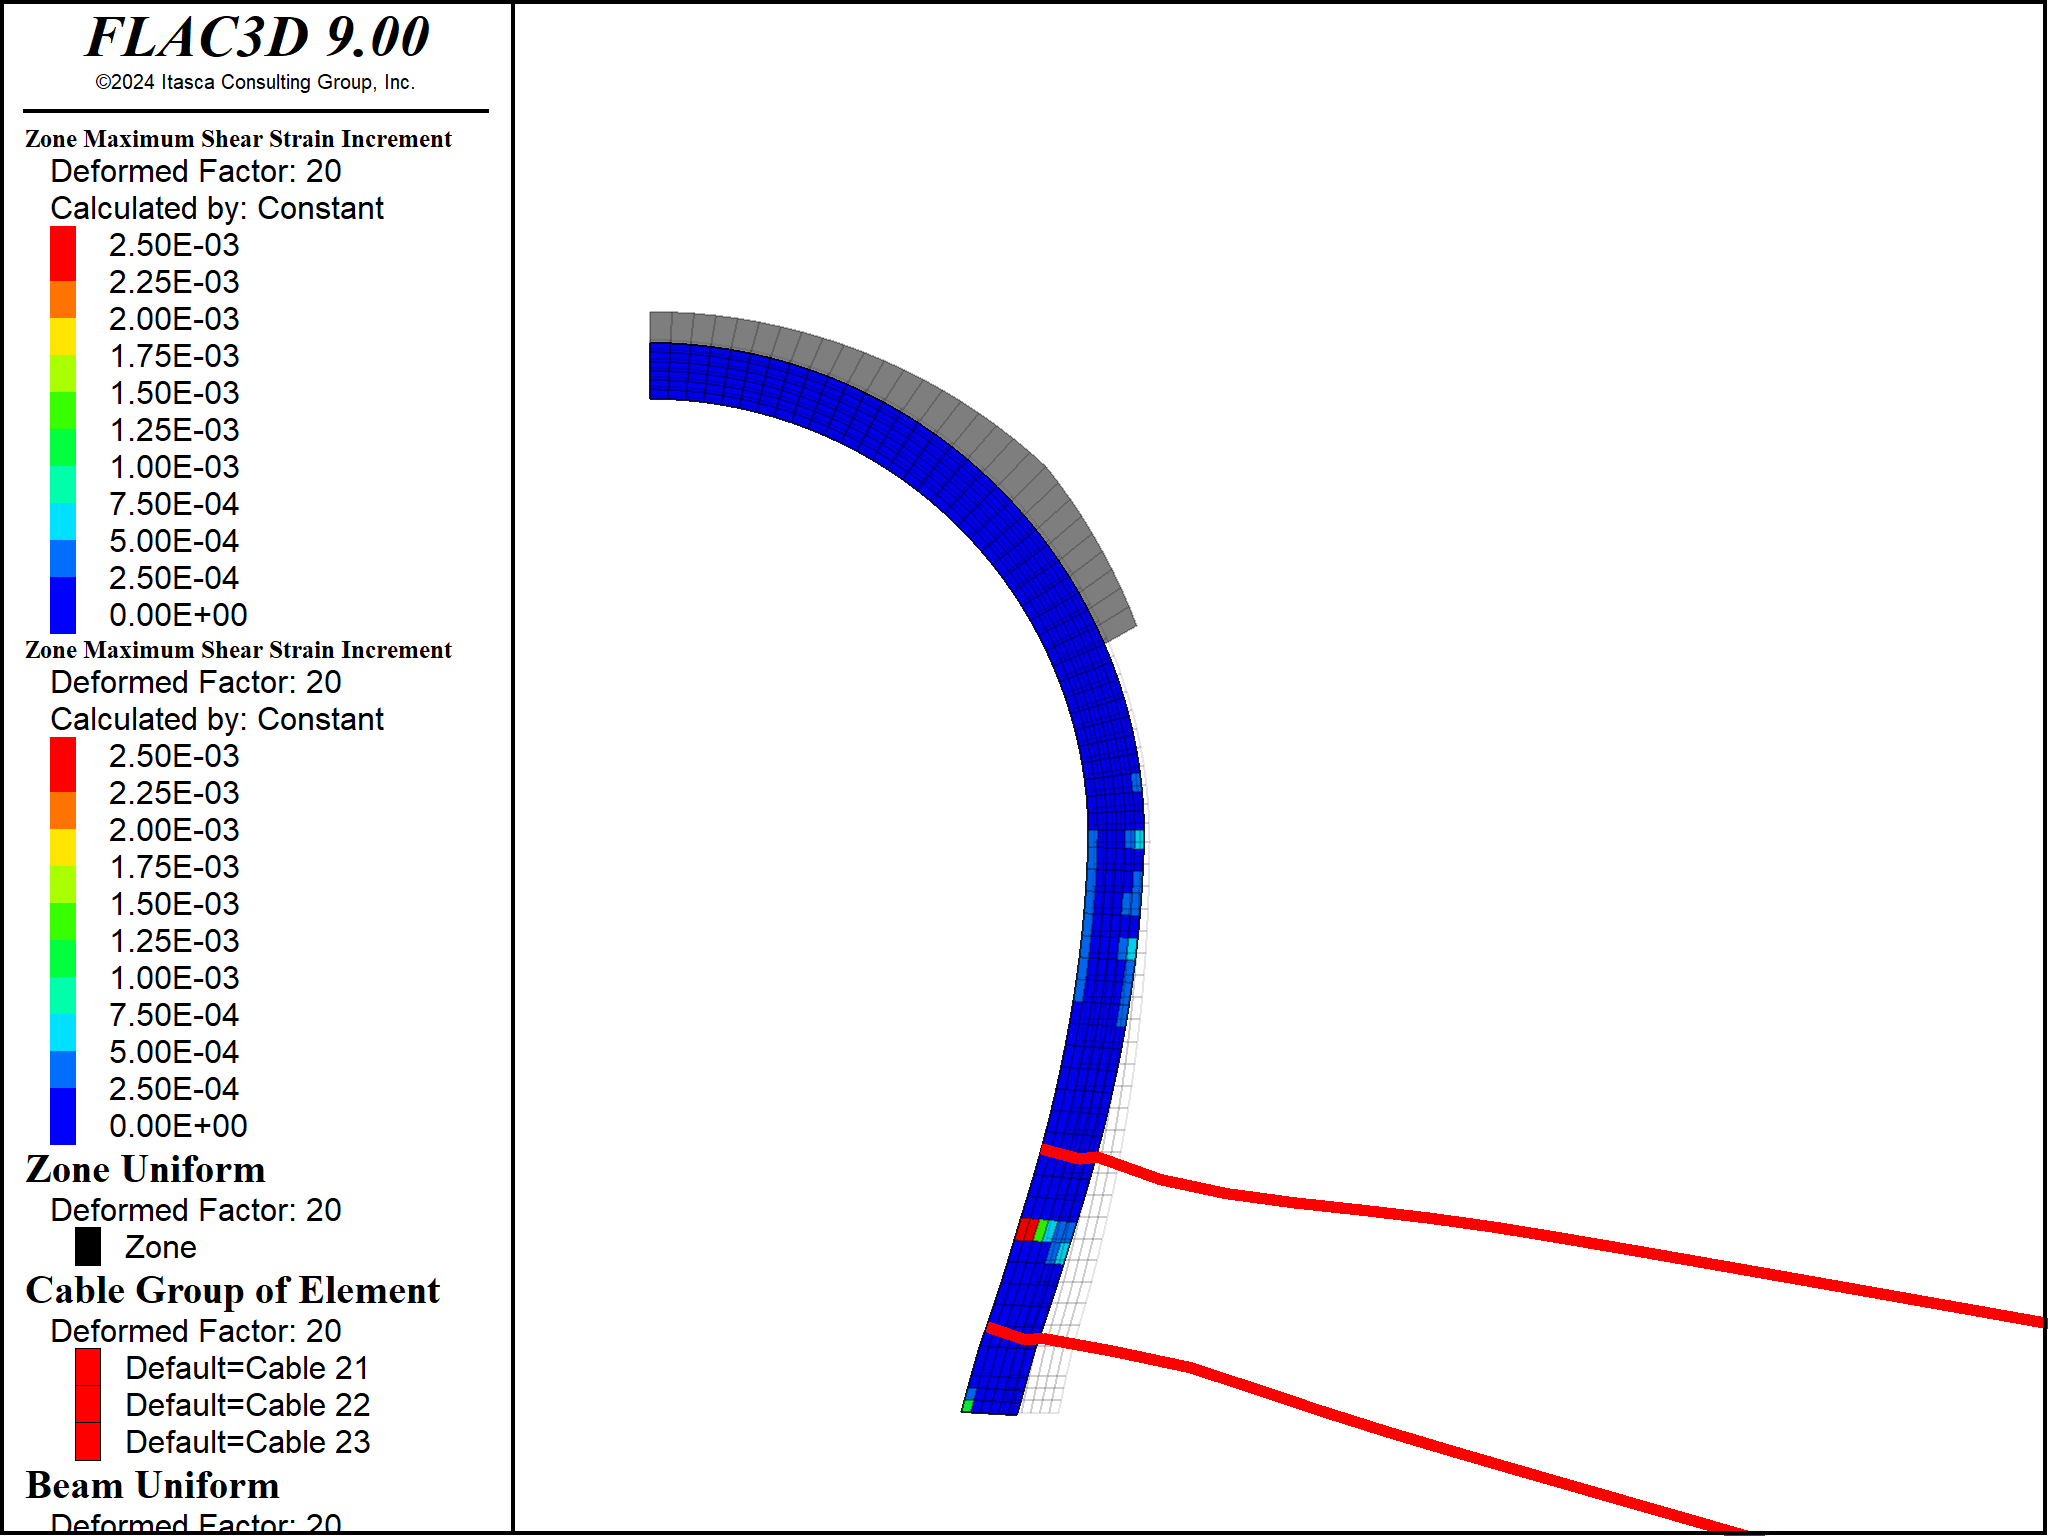 FLAC3D 9.00
©2024 Itasca Consulting Group, Inc.
Zone Maximum Shear Strain Increment
Deformed Factor: 20
Calculated by: Constant
2.50E-03
2.25E-03
2.00E-03
1.75E-03
1.50E-03
1.25E-03
1.00E-03
7.50E-04
5.00E-04
2.50E-04
0.00E+00
Zone Maximum Shear Strain Increment
Deformed Factor: 20
Calculated by: Constant
2.50E-03
2.25E-03
2.00E-03
1.75E-03
1.50E-03
1.25E-03
1.00E-03
7.50E-04
5.00E-04
2.50E-04
0.00E+00
Zone Uniform
Deformed Factor: 20
Zone
Cable Group of Element
Deformed Factor: 20
Default=Cable 21
Default=Cable 22
Default=Cable 23
Beam Uniform
Deformed Factor: 20